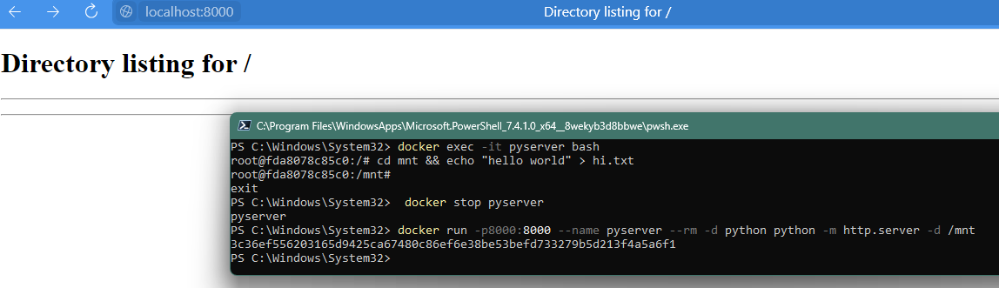 localhost:8000
Directory listing for /
Directory listing for /
C:\Program Files\WindowsApps\Microsoft.PowerShell_7.4.1.0_x64__8wekyb3d8bbwe\pwsh.exe
PS C:\Windows\System32> docker exec -it pyserver bash
root@fda8078c85c0:/# cd mnt && echo "hello world" > hi.txt
root@fda8078c85c0:/mnt#
exit
PS C:\Windows\System32>  docker stop pyserver
pyserver
PS C:\Windows\System32> docker run -p8000:8000 --name pyserver --rm -d python python -m http.server -d /mnt
3c36ef556203165d9425ca67480c86ef6e38be53befd733279b5d213f4a5a6f1
PS C:\Windows\System32>